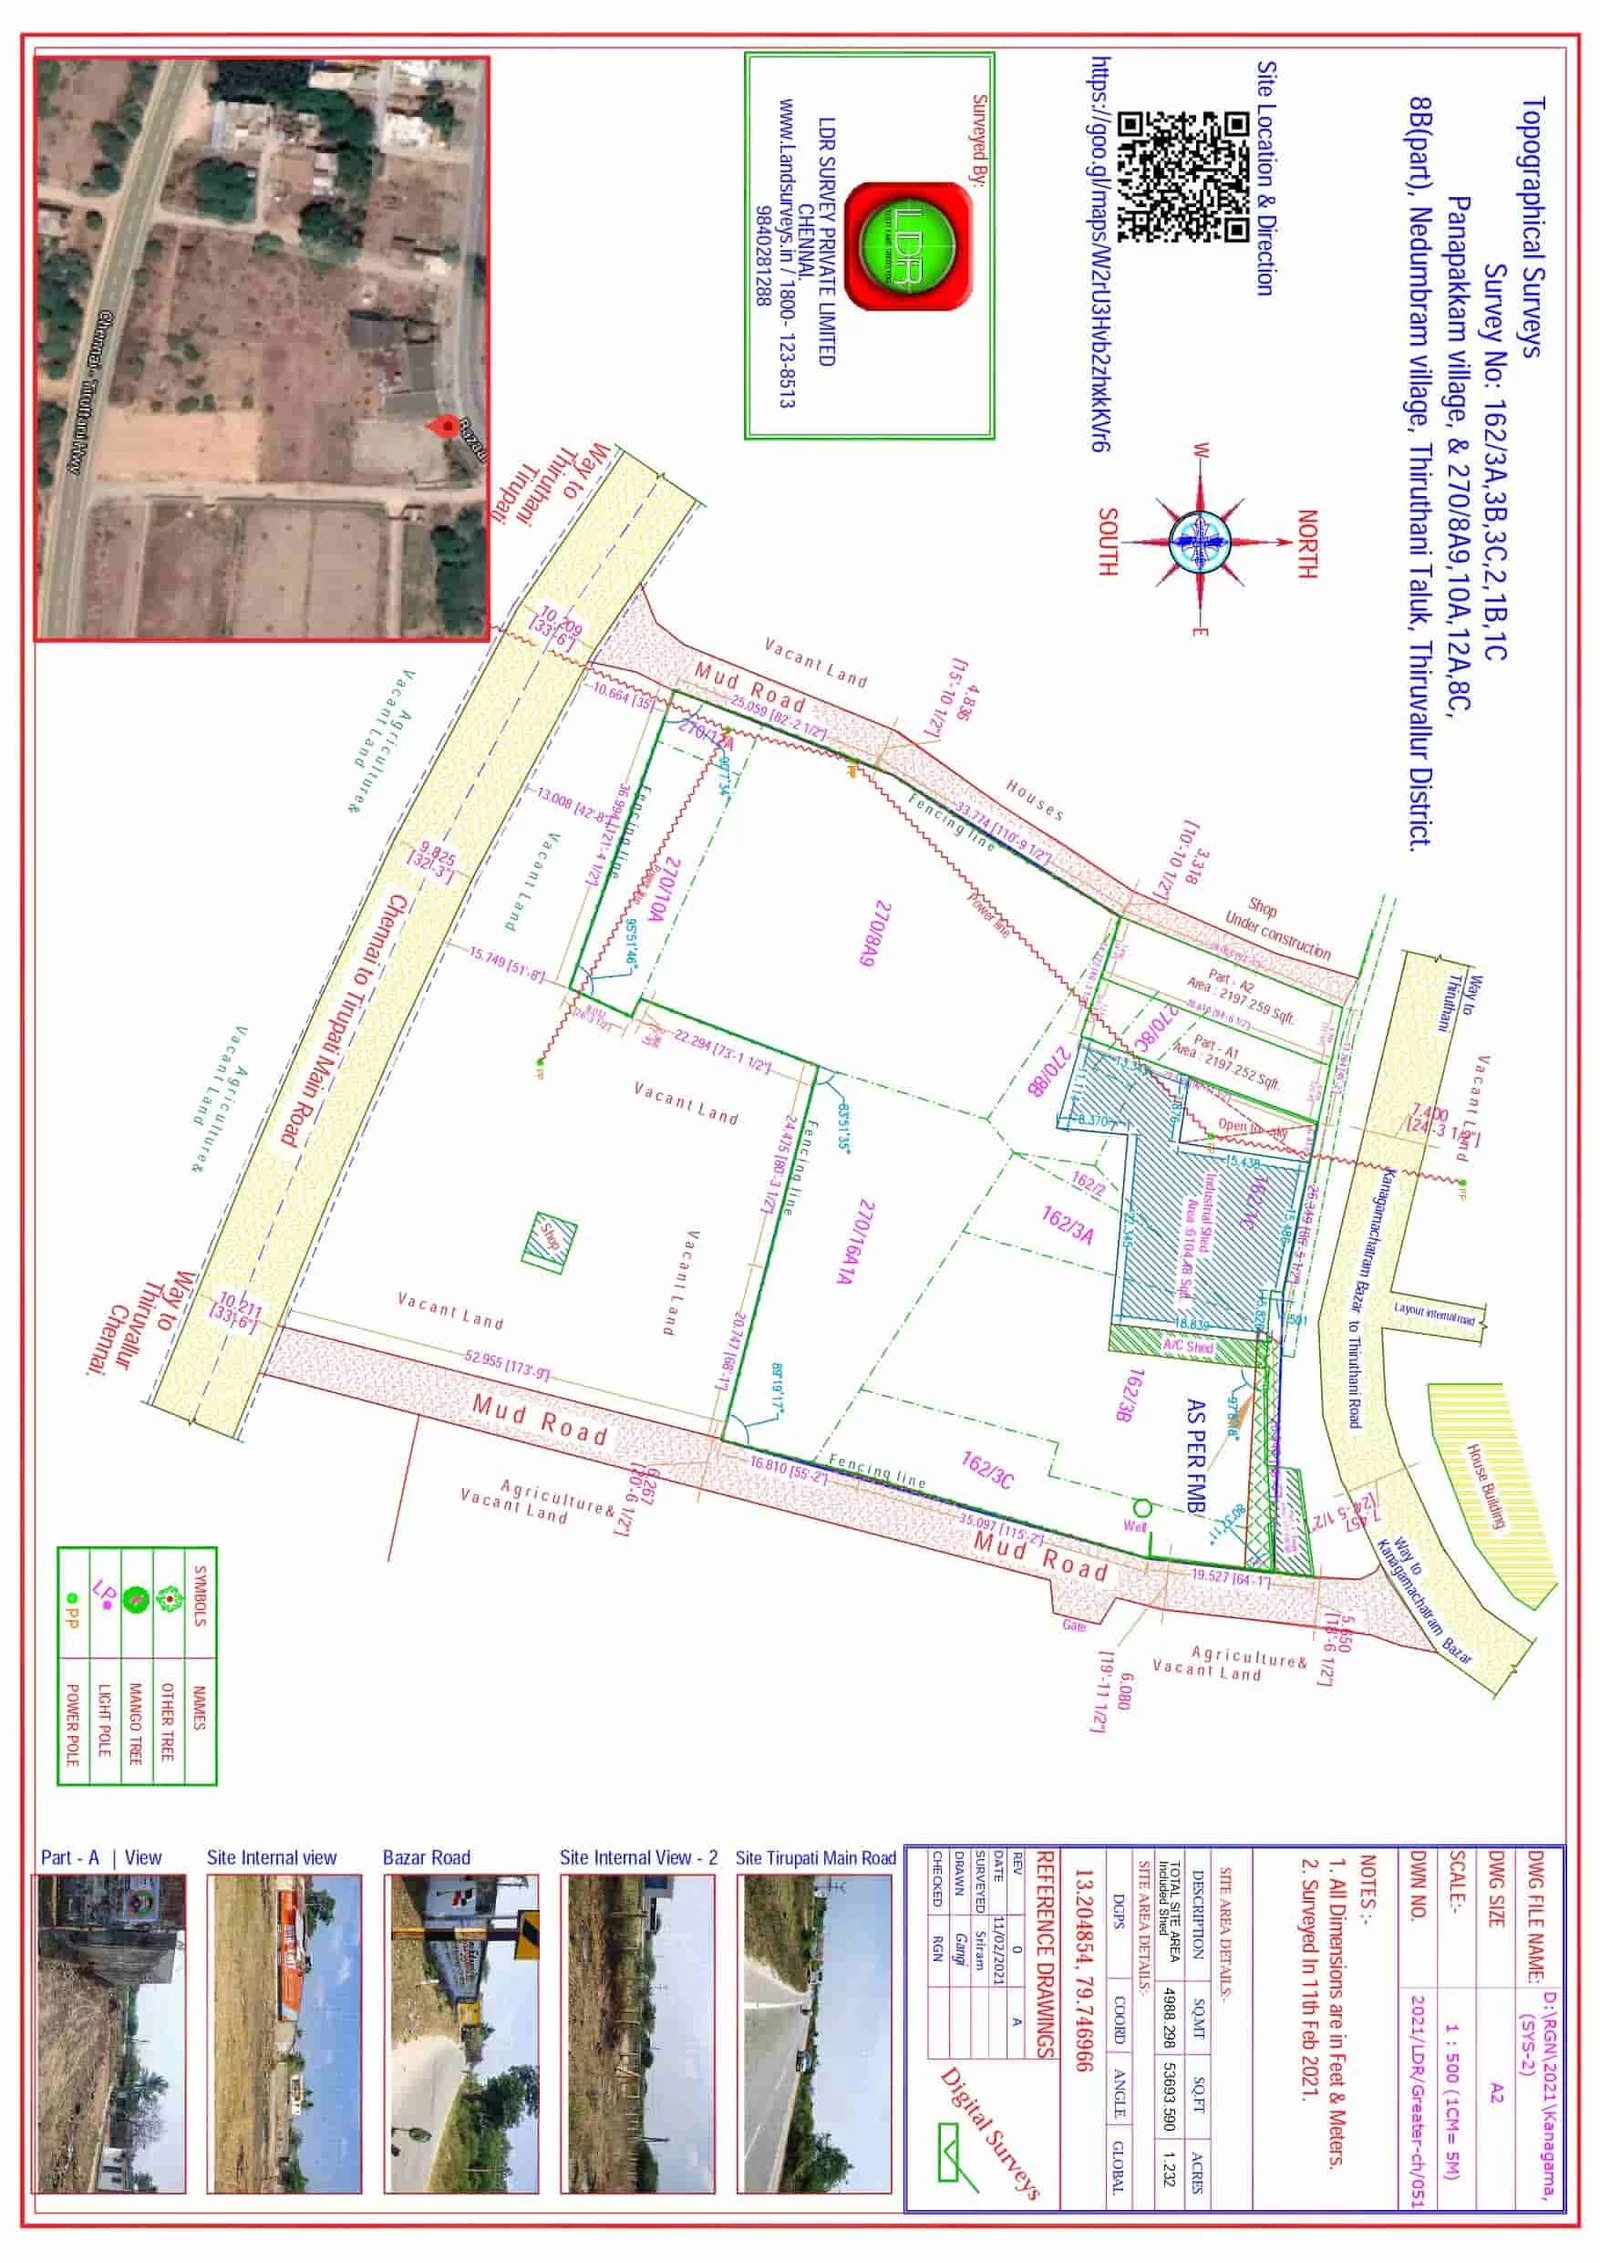 Topographical Surveys
Survey No: 162/3A,3B,3C,2,1B,1C
Panapakkam village, & 270/8A9,10A,12A,8C,
8B(part), Nedumbram village, Thiruthani Taluk, Thiruvallur District.
Site Location & Direction
https://goo.gl/maps/W2rU3Hvb2zhxkKVr6
NORTH
SOUTH
W
E
Surveyed By:
LDR
LDR SURVEY PRIVATE LIMITED
CHENNAI.
www.Landsurveys.in / 1800- 123-8513
9840281288
Chennai - Tiruttani Hwy
Bazaar
Way to
Thiruthani
Tirupati
10.209
[33'-6"]
10.664 [35']
Vacant Land
Mud Road
25.059 [82'-2 1/2"]
4.836
[15'-10 1/2"]
270/12A
Houses
33.774 [110'-9 1/2"]
Fencing line
3.318
[10'-10 1/2"]
Shop
Under construction
Way to
Thiruthani
Vacant Land
7.400
[24'-3 1/2"]
PP
PP
13.008 [42'-8"]
36.994 [121'-4 1/2"]
Fencing line
270/10A
95°51'46"
270/8A9
Power line
Part - A2
Area : 2197.259 Sqft.
Part - A1
Area : 2197.252 Sqft.
270/8C
270/8B
Open to sky
Agriculture&
Vacant Land
9.825
[32'-3"]
Vacant Land
15.749 [51'-8"]
PP
22.294 [73'-1 1/2"]
Vacant Land
83°51'35"
24.475 [80'-3 1/2"]
Fencing line
8.370
15.438
162/2
162/3A
Industrial Shed
Area :6104.48 Sqft
15.486
26.349 [86'-5 1/2"]
18.839
A/C Shed
Kanagamachatram Bazar to Thiruthani Road
Layout internal road
Chennai to Tirupati Main Road
Agriculture&
Vacant Land
Shop
Vacant Land
270/16A1A
20.747 [68'-1"]
89°19'17"
Vacant Land
52.955 [173'-9"]
10.211
[33'-6"]
Way to
Thiruvallur
Chennai.
Mud Road
6.267
[20'-6 1/2"]
Agriculture&
Vacant Land
16.810 [55'-2"]
Fencing line
162/3C
162/3B
AS PER FMB
Well
35.097 [115'-2"]
Mud Road
19.527 [64'-1"]
Gate
6.080
[19'-11 1/2"]
5.650
[18'-6 1/2"]
Agriculture&
Vacant Land
7.457
[24'-5 1/2"]
House Building
Way to
Kanagamachatram Bazar
SYMBOLS
NAMES
OTHER TREE
MANGO TREE
LP
LIGHT POLE
PP
POWER POLE
Part - A | View
Site Internal view
Bazar Road
Site Internal View - 2
Site Tirupati Main Road
DWG FILE NAME:
D:\RGN\2021\Kanagama,
(SYS-2)
DWG SIZE
A2
SCALE:-
1 : 500 (1CM= 5M)
DWN NO.
2021/LDR/Greater-ch/051
NOTES :-
1. All Dimensions are in Feet & Meters.
2. Surveyed In 11th Feb 2021.
SITE AREA DETAILS:-
DESCRIPTION
SQ.MT
SQ.FT
ACRES
TOTAL SITE AREA
Included Shed
4988.298
53693.590
1.232
SITE AREA DETAILS:-
DGPS
COORD
ANGLE
GLOBAL
13.204854, 79.746966
REFERENCE DRAWINGS
REV
0
A
DATE
11/02/2021
SURVEYED
Sriram
DRAWN
Gangi
CHECKED
RGN
Digital Surveys